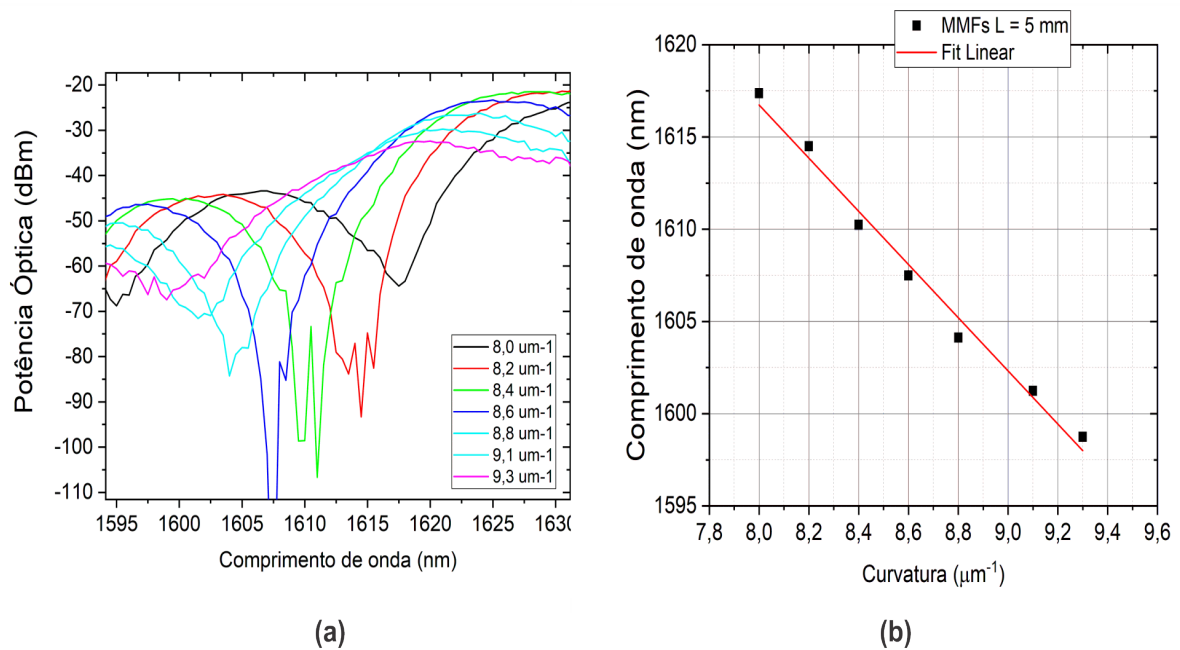 -20
-30
-40
-50
-60
-70
-80
-90
-100
-110
Potência Óptica (dBm)
8,0 um-1
8,2 um-1
8,4 um-1
8,6 um-1
8,8 um-1
9,1 um-1
9,3 um-1
1595 1600 1605 1610 1615 1620 1625 1630
Comprimento de onda (nm)
(a)
MMFs L = 5 mm
Fit Linear
1620
1615
1610
1605
1600
1595
Comprimento de onda (nm)
7,8 8,0 8,2 8,4 8,6 8,8 9,0 9,2 9,4 9,6
Curvatura (μm⁻¹)
(b)